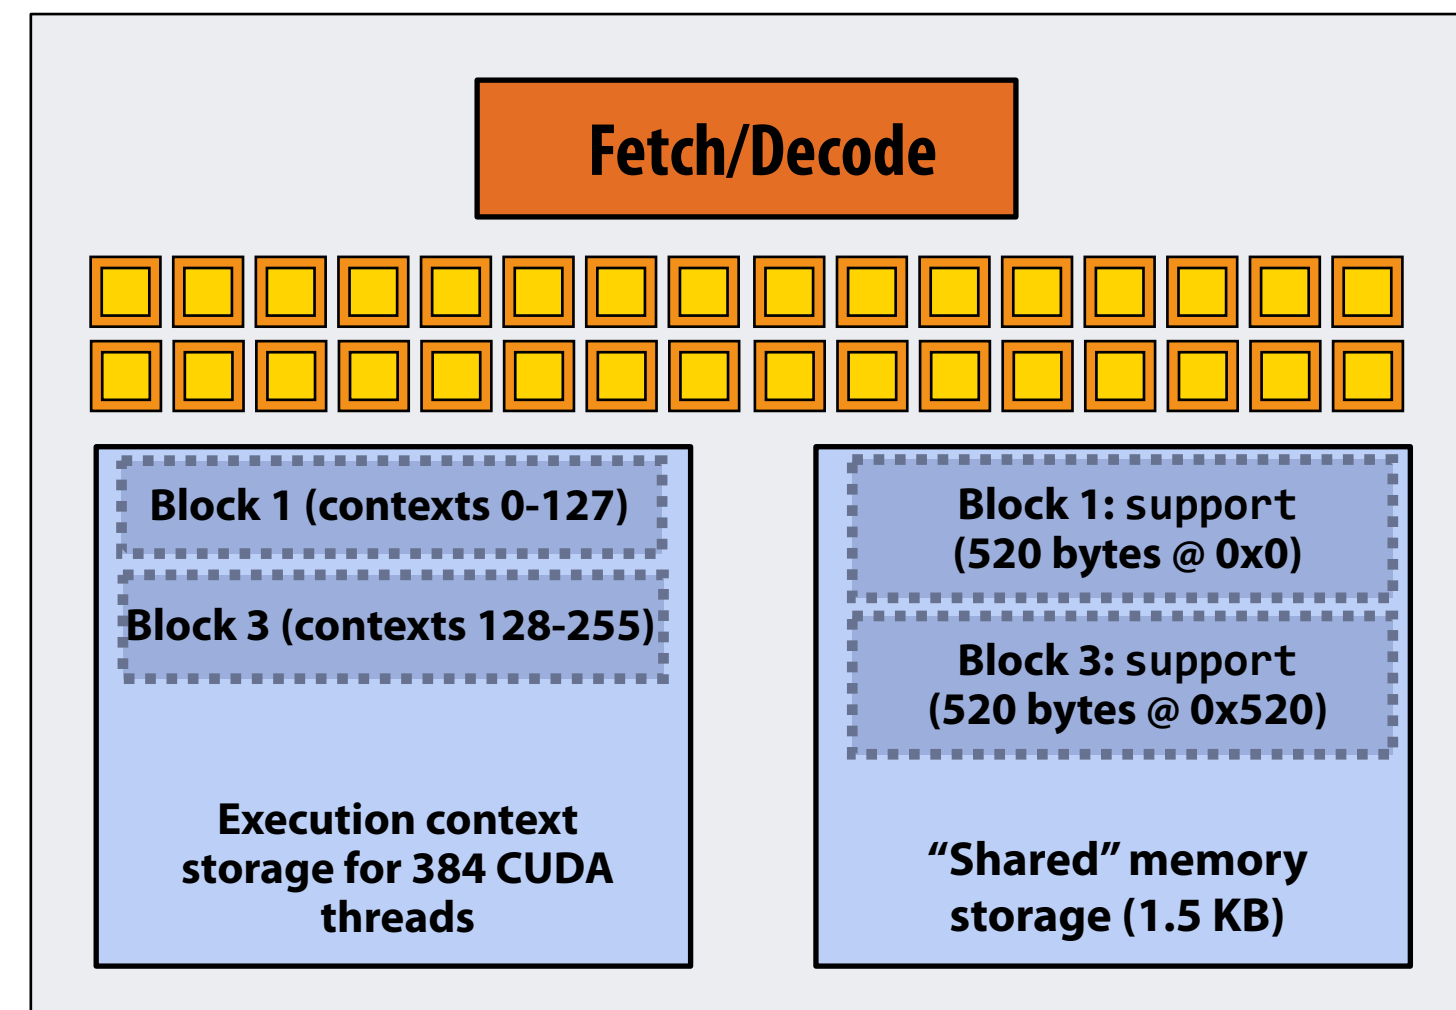 Fetch/Decode
Block 1 (contexts 0-127)
Block 3 (contexts 128-255)
Execution context
storage for 384 CUDA
threads
Block 1: support
(520 bytes @ 0x0)
Block 3: support
(520 bytes @ 0x520)
“Shared” memory
storage (1.5 KB)